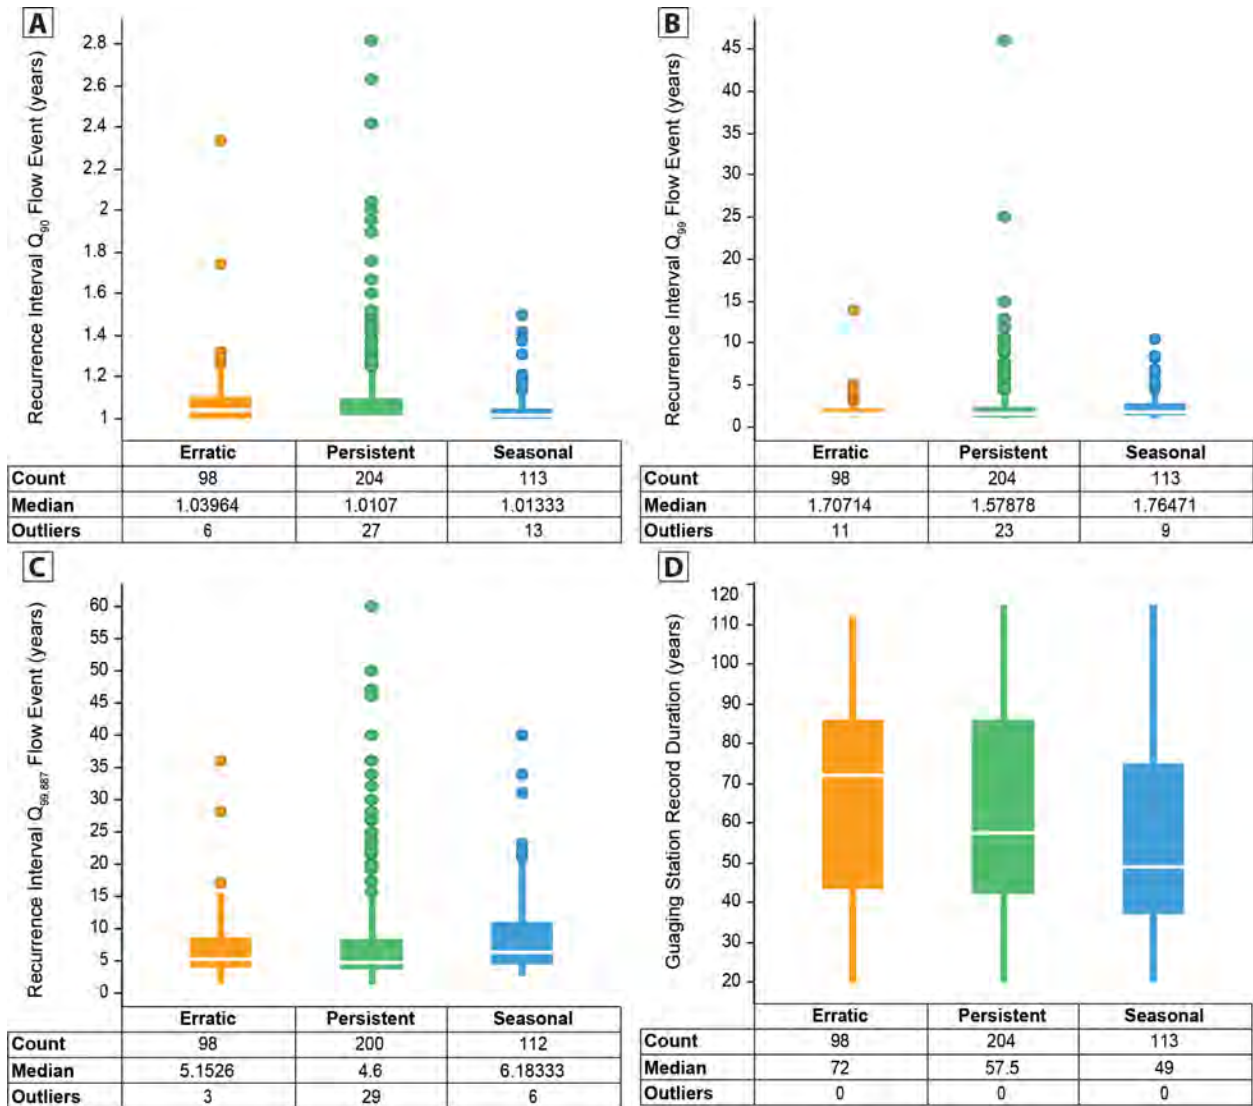 A
Recurrence Interval Q90 Flow Event (years)
2.8
2.6
2.4
2.2
2
1.8
1.6
1.4
1.2
1
Erratic Persistent Seasonal
Count 98 204 113
Median 1.03964 1.0107 1.01333
Outliers 6 27 13
B
Recurrence Interval Q99 Flow Event (years)
45
40
35
30
25
20
15
10
5
0
Erratic Persistent Seasonal
Count 98 204 113
Median 1.70714 1.57878 1.76471
Outliers 11 23 9
C
Recurrence Interval Q99.887 Flow Event (years)
60
55
50
45
40
35
30
25
20
15
10
5
0
Erratic Persistent Seasonal
Count 98 200 112
Median 5.1526 4.6 6.18333
Outliers 3 29 6
D
Guaging Station Record Duration (years)
120
110
100
90
80
70
60
50
40
30
20
Erratic Persistent Seasonal
Count 98 204 113
Median 72 57.5 49
Outliers 0 0 0